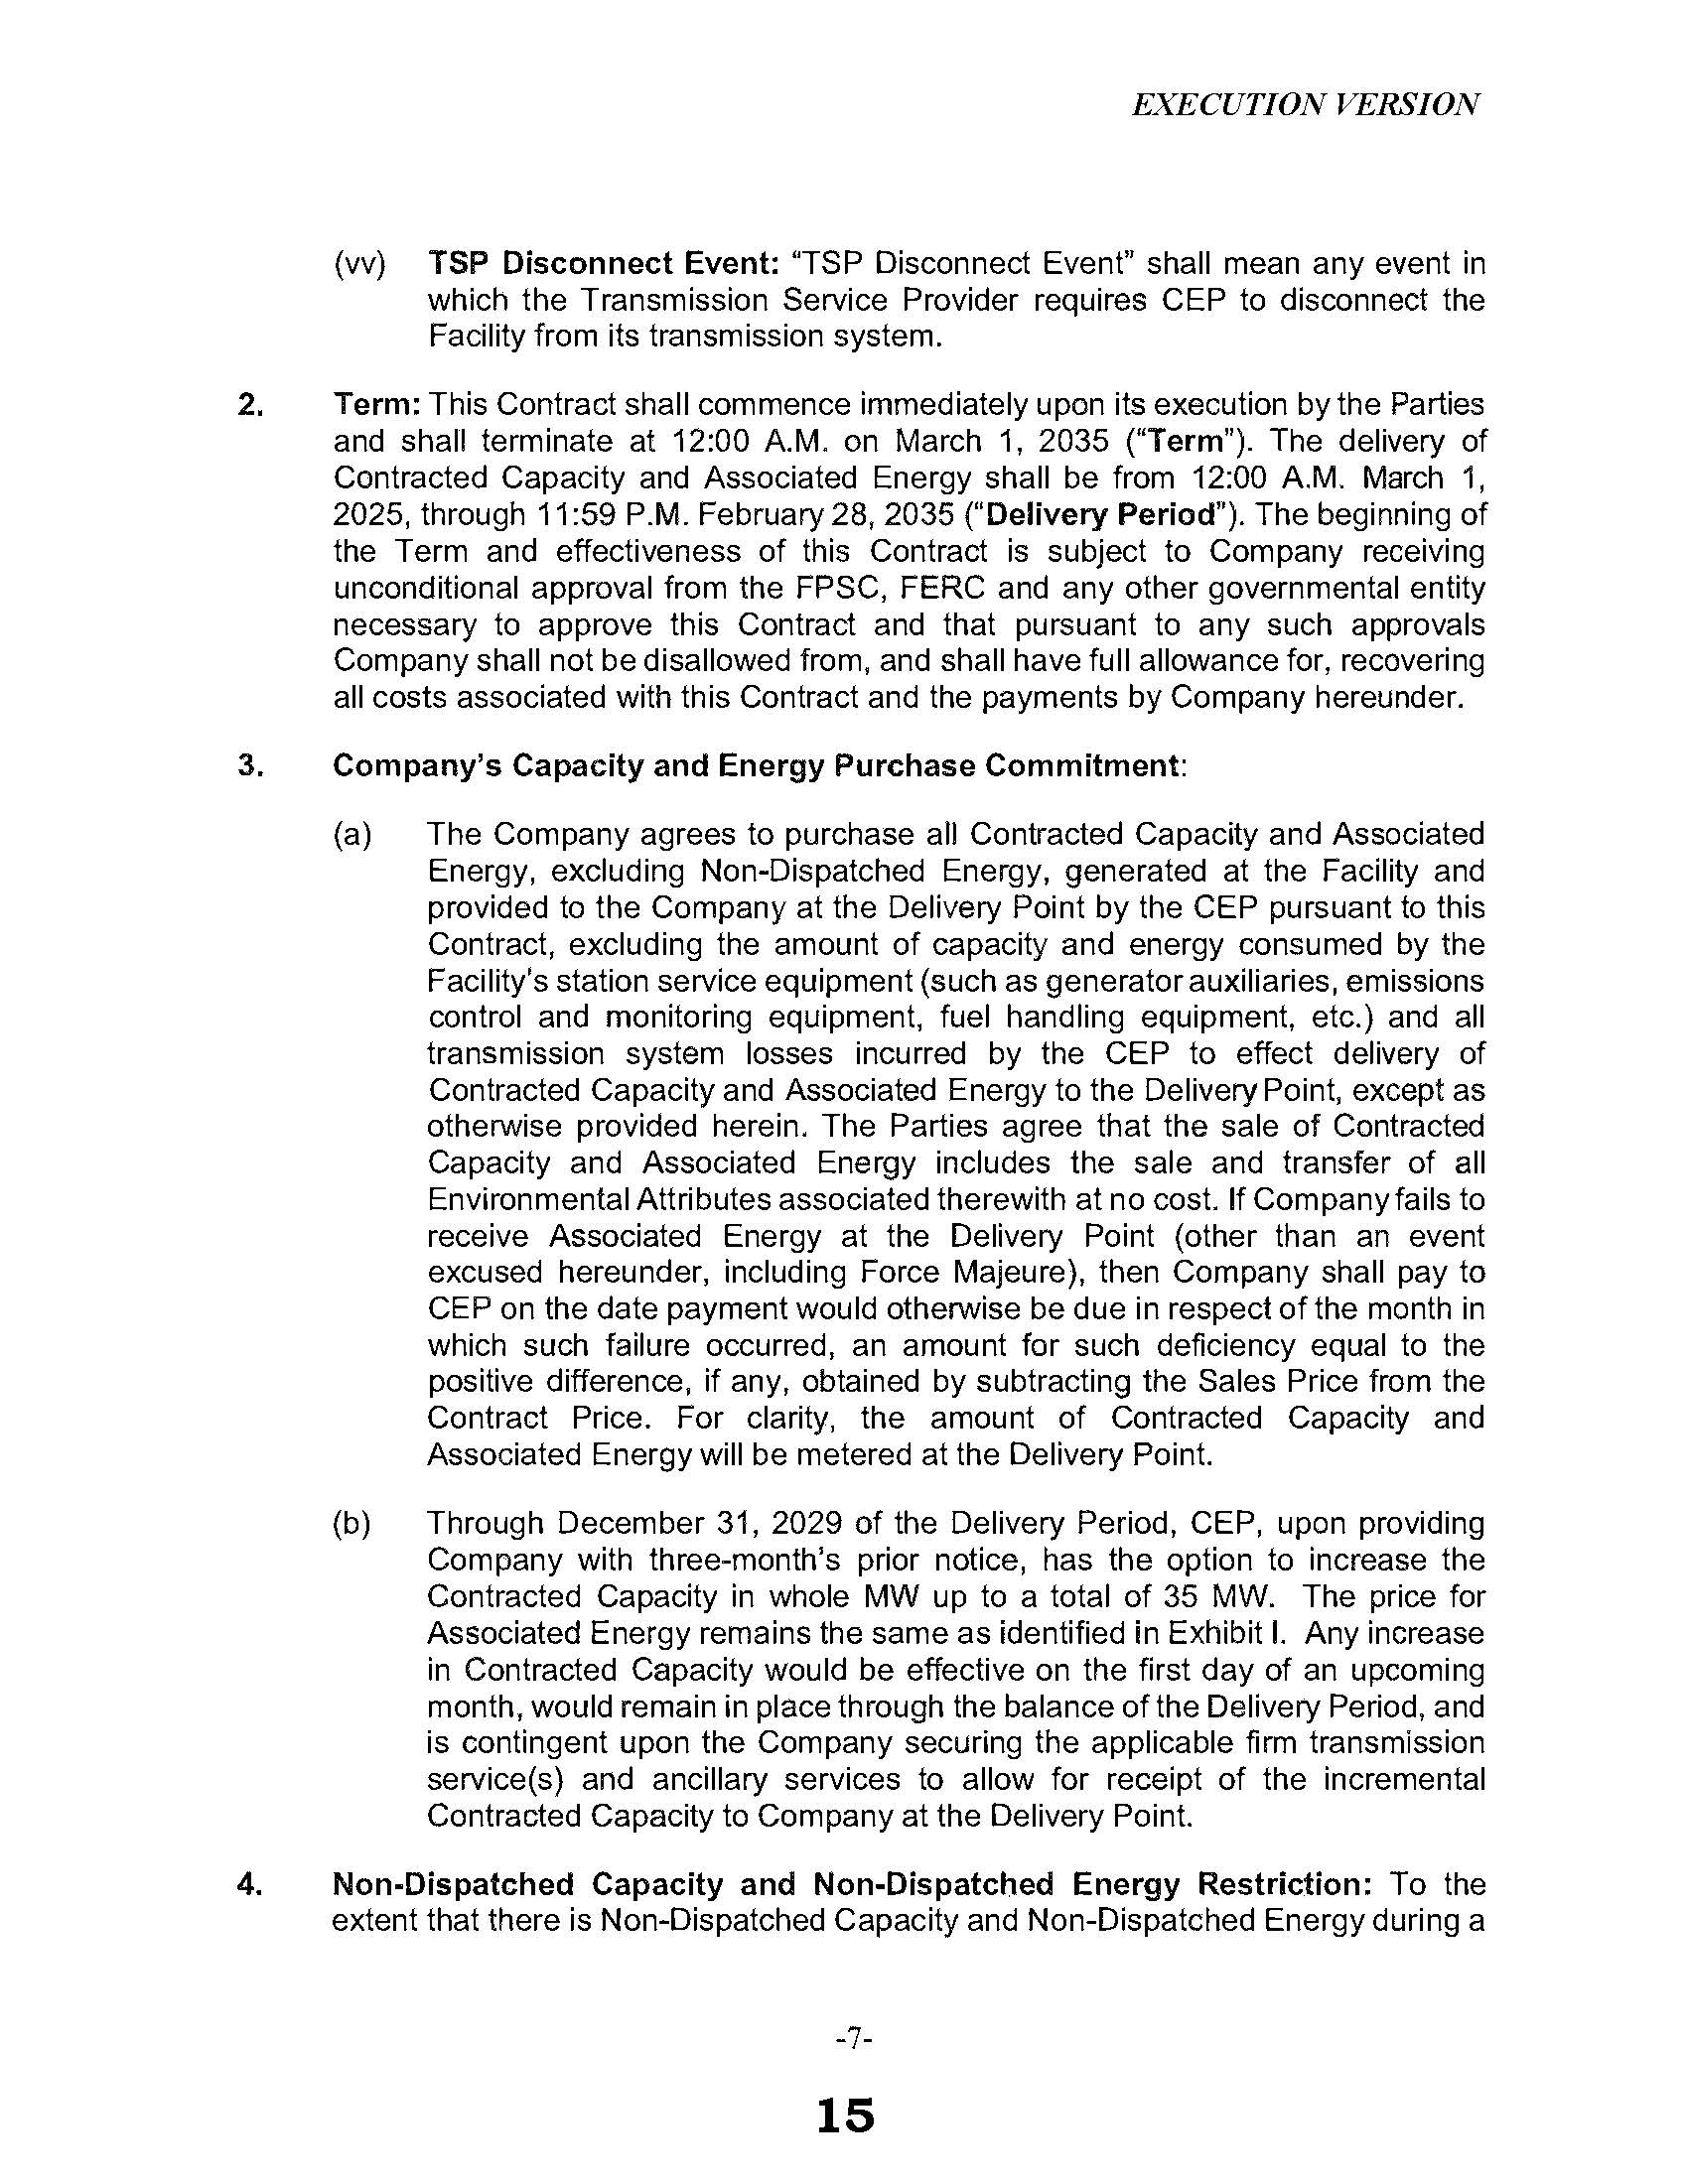 EXECUTION VERSION
(vv) TSP Disconnect Event: “TSP Disconnect Event” shall mean any event in
which the Transmission Service Provider requires CEP to disconnect the
Facility from its transmission system.
2. Term: This Contract shall commence immediately upon its execution by the Parties
and shall terminate at 12:00 A.M. on March 1, 2035 (“Term”). The delivery of
Contracted Capacity and Associated Energy shall be from 12:00 A.M. March 1,
2025, through 11:59 P.M. February 28, 2035 (“Delivery Period”). The beginning of
the Term and effectiveness of this Contract is subject to Company receiving
unconditional approval from the FPSC, FERC and any other governmental entity
necessary to approve this Contract and that pursuant to any such approvals
Company shall not be disallowed from, and shall have full allowance for, recovering
all costs associated with this Contract and the payments by Company hereunder.
3. Company's Capacity and Energy Purchase Commitment:
(a) The Company agrees to purchase all Contracted Capacity and Associated
Energy, excluding Non-Dispatched Energy, generated at the Facility and
provided to the Company at the Delivery Point by the CEP pursuant to this
Contract, excluding the amount of capacity and energy consumed by the
Facility's station service equipment (such as generator auxiliaries, emissions
control and monitoring equipment, fuel handling equipment, etc.) and all
transmission system losses incurred by the CEP to effect delivery of
Contracted Capacity and Associated Energy to the Delivery Point, except as
otherwise provided herein. The Parties agree that the sale of Contracted
Capacity and Associated Energy includes the sale and transfer of all
Environmental Attributes associated therewith at no cost. If Company fails to
receive Associated Energy at the Delivery Point (other than an event
excused hereunder, including Force Majeure), then Company shall pay to
CEP on the date payment would otherwise be due in respect of the month in
which such failure occurred, an amount for such deficiency equal to the
positive difference, if any, obtained by subtracting the Sales Price from the
Contract Price. For clarity, the amount of Contracted Capacity and
Associated Energy will be metered at the Delivery Point.
(b) Through December 31, 2029 of the Delivery Period, CEP, upon providing
Company with three-month's prior notice, has the option to increase the
Contracted Capacity in whole MW up to a total of 35 MW. The price for
Associated Energy remains the same as identified in Exhibit I. Any increase
in Contracted Capacity would be effective on the first day of an upcoming
month, would remain in place through the balance of the Delivery Period, and
is contingent upon the Company securing the applicable firm transmission
service(s) and ancillary services to allow for receipt of the incremental
Contracted Capacity to Company at the Delivery Point.
4. Non-Dispatched Capacity and Non-Dispatched Energy Restriction: To the
extent that there is Non-Dispatched Capacity and Non-Dispatched Energy during a
-7-
15